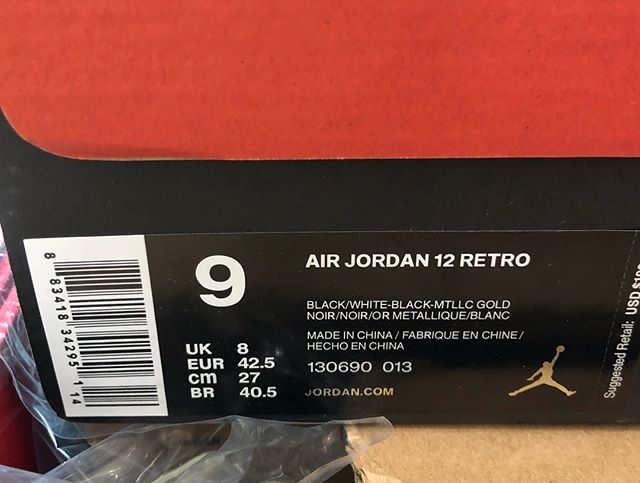 8 83418 34295 1 14
9
UK 8
EUR 42.5
cm 27
BR 40.5
AIR JORDAN 12 RETRO
BLACK/WHITE-BLACK-MTLLC GOLD
NOIR/NOIR/OR METALLIQUE/BLANC
MADE IN CHINA / FABRIQUE EN CHINE /
HECHO EN CHINA
130690 013
JORDAN.COM
Suggested Retail: USD